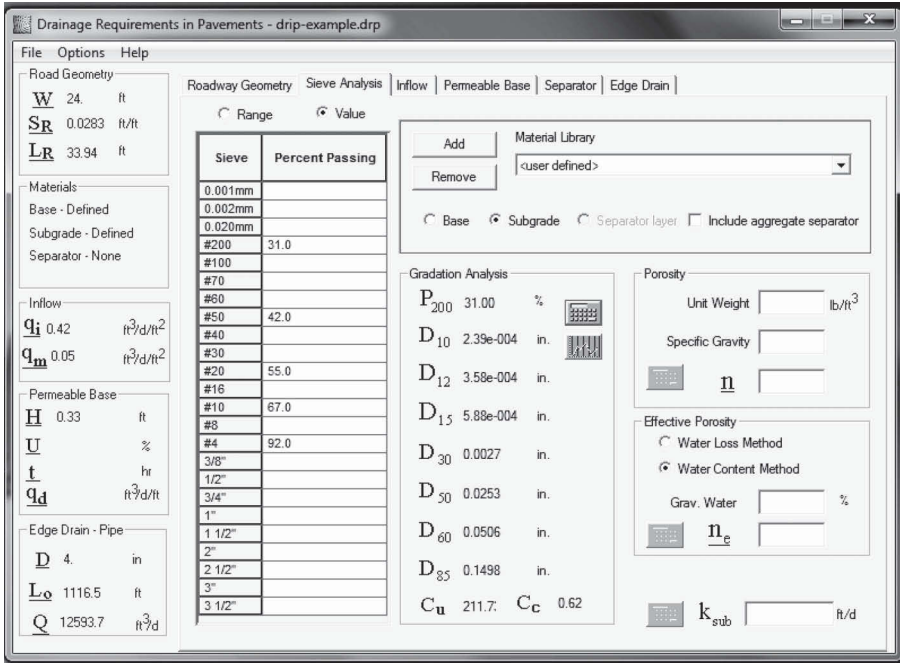 Drainage Requirements in Pavements - drip-example.drp
File Options Help
Road Geometry
W 24. ft
SR 0.0283 ft/ft
LR 33.94 ft
Materials
Base - Defined
Subgrade - Defined
Separator - None
Inflow
qi 0.42 ft3/d/ft2
qm 0.05 ft3/d/ft2
Permeable Base
H 0.33 ft
U %
t hr
qd ft3/d/ft
Edge Drain - Pipe
D 4. in
Lo 1116.5 ft
Q 12593.7 ft3/d
Roadway Geometry Sieve Analysis Inflow Permeable Base Separator Edge Drain
Range Value
Sieve Percent Passing
0.001mm
0.002mm
0.020mm
#200 31.0
#100
#70
#60
#50 42.0
#40
#30
#20 55.0
#16
#10 67.0
#8
#4 92.0
3/8"
1/2"
3/4"
1"
1 1/2"
2"
2 1/2"
3"
3 1/2"
Add
Remove
Material Library
<user defined>
Base Subgrade Separator layer Include aggregate separator
Gradation Analysis
P200 31.00 %
D10 2.39e-004 in.
D12 3.58e-004 in.
D15 5.88e-004 in.
D30 0.0027 in.
D50 0.0253 in.
D60 0.0506 in.
D85 0.1498 in.
Cu 211.7: Cc 0.62
Porosity
Unit Weight lb/ft3
Specific Gravity
n
Effective Porosity
Water Loss Method
Water Content Method
Grav. Water %
ne
ksub ft/d